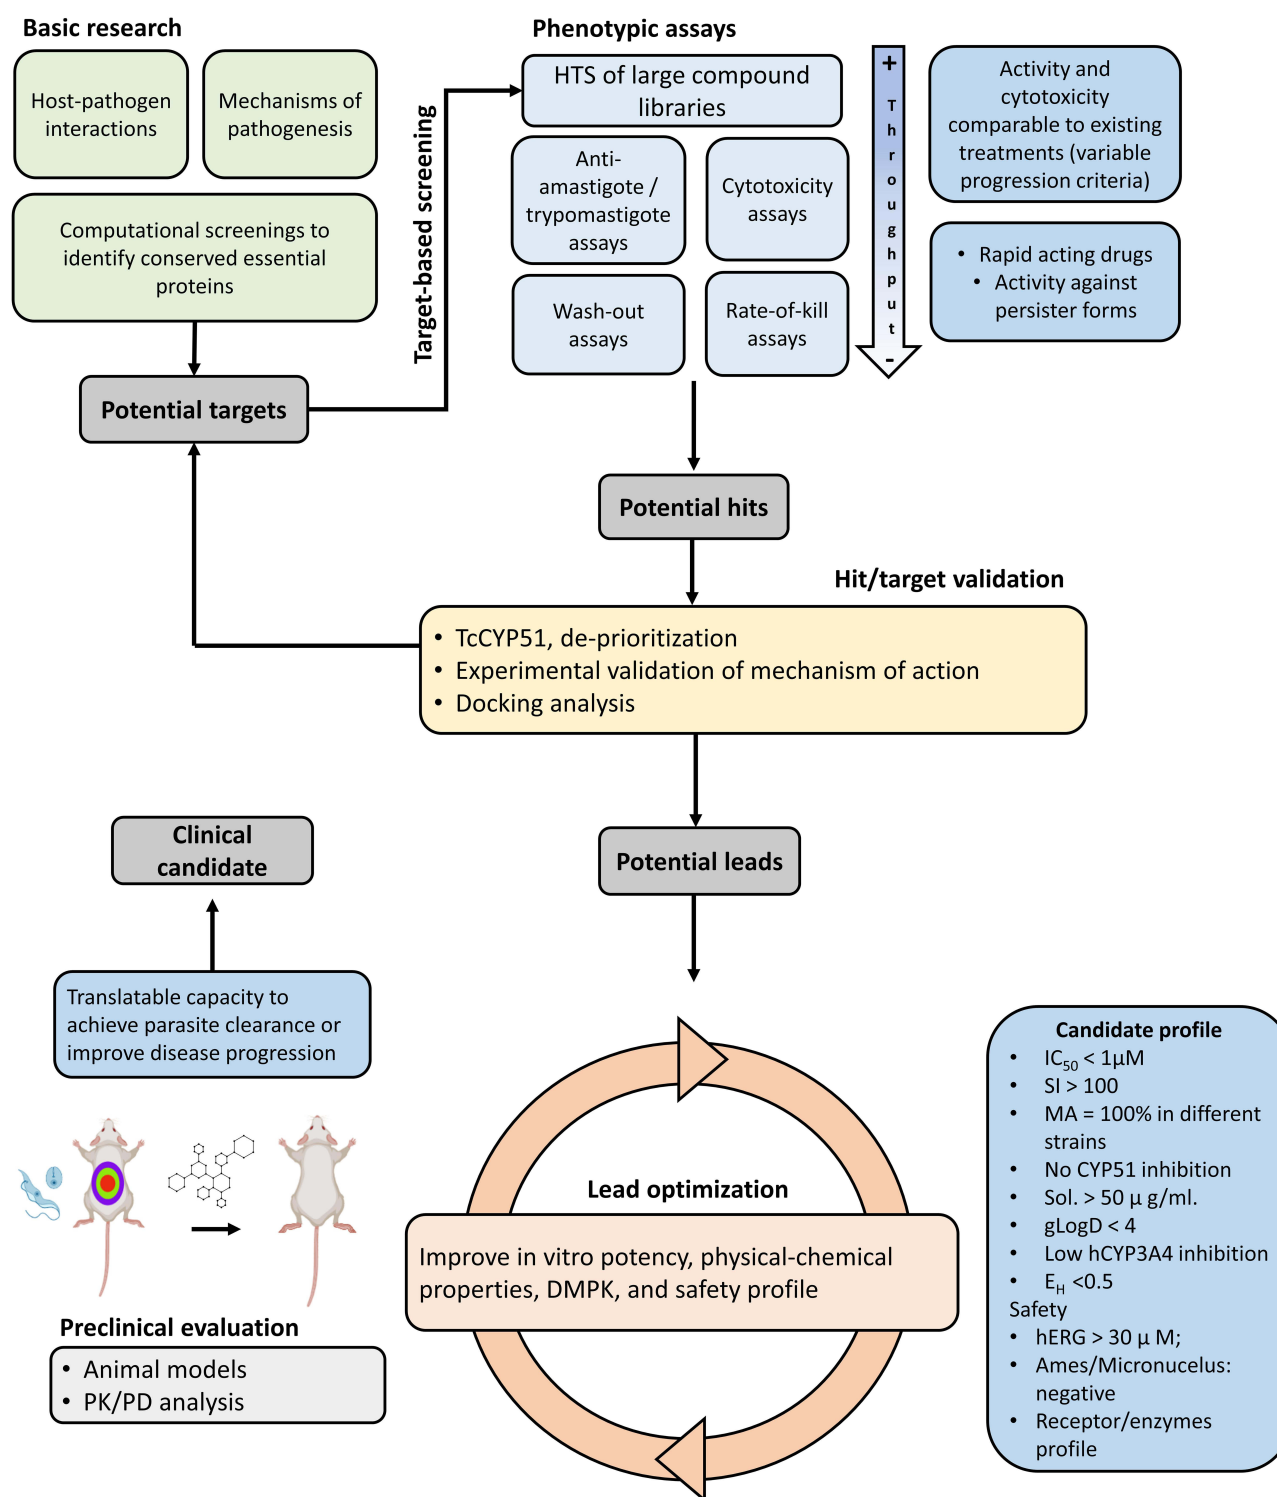 Basic research
Host-pathogen
interactions
Mechanisms of
pathogenesis
Computational screenings to
identify conserved essential
proteins
Potential targets
Target-based screening
Phenotypic assays
HTS of large compound
libraries
Anti-
amastigote /
trypomastigote
assays
Cytotoxicity
assays
Wash-out
assays
Rate-of-kill
assays
+
Throughput
-
Activity and
cytotoxicity
comparable to existing
treatments (variable
progression criteria)
• Rapid acting drugs
• Activity against
persister forms
Potential hits
Hit/target validation
• TcCYP51, de-prioritization
• Experimental validation of mechanism of action
• Docking analysis
Potential leads
Lead optimization
Improve in vitro potency, physical-chemical
properties, DMPK, and safety profile
Candidate profile
• IC50 < 1µM
• SI > 100
• MA = 100% in different
strains
• No CYP51 inhibition
• Sol. > 50 µ g/ml.
• gLogD < 4
• Low hCYP3A4 inhibition
• EH <0.5
Safety
• hERG > 30 µ M;
• Ames/Micronucelus:
negative
• Receptor/enzymes
profile
Clinical
candidate
Translatable capacity to
achieve parasite clearance or
improve disease progression
Preclinical evaluation
• Animal models
• PK/PD analysis